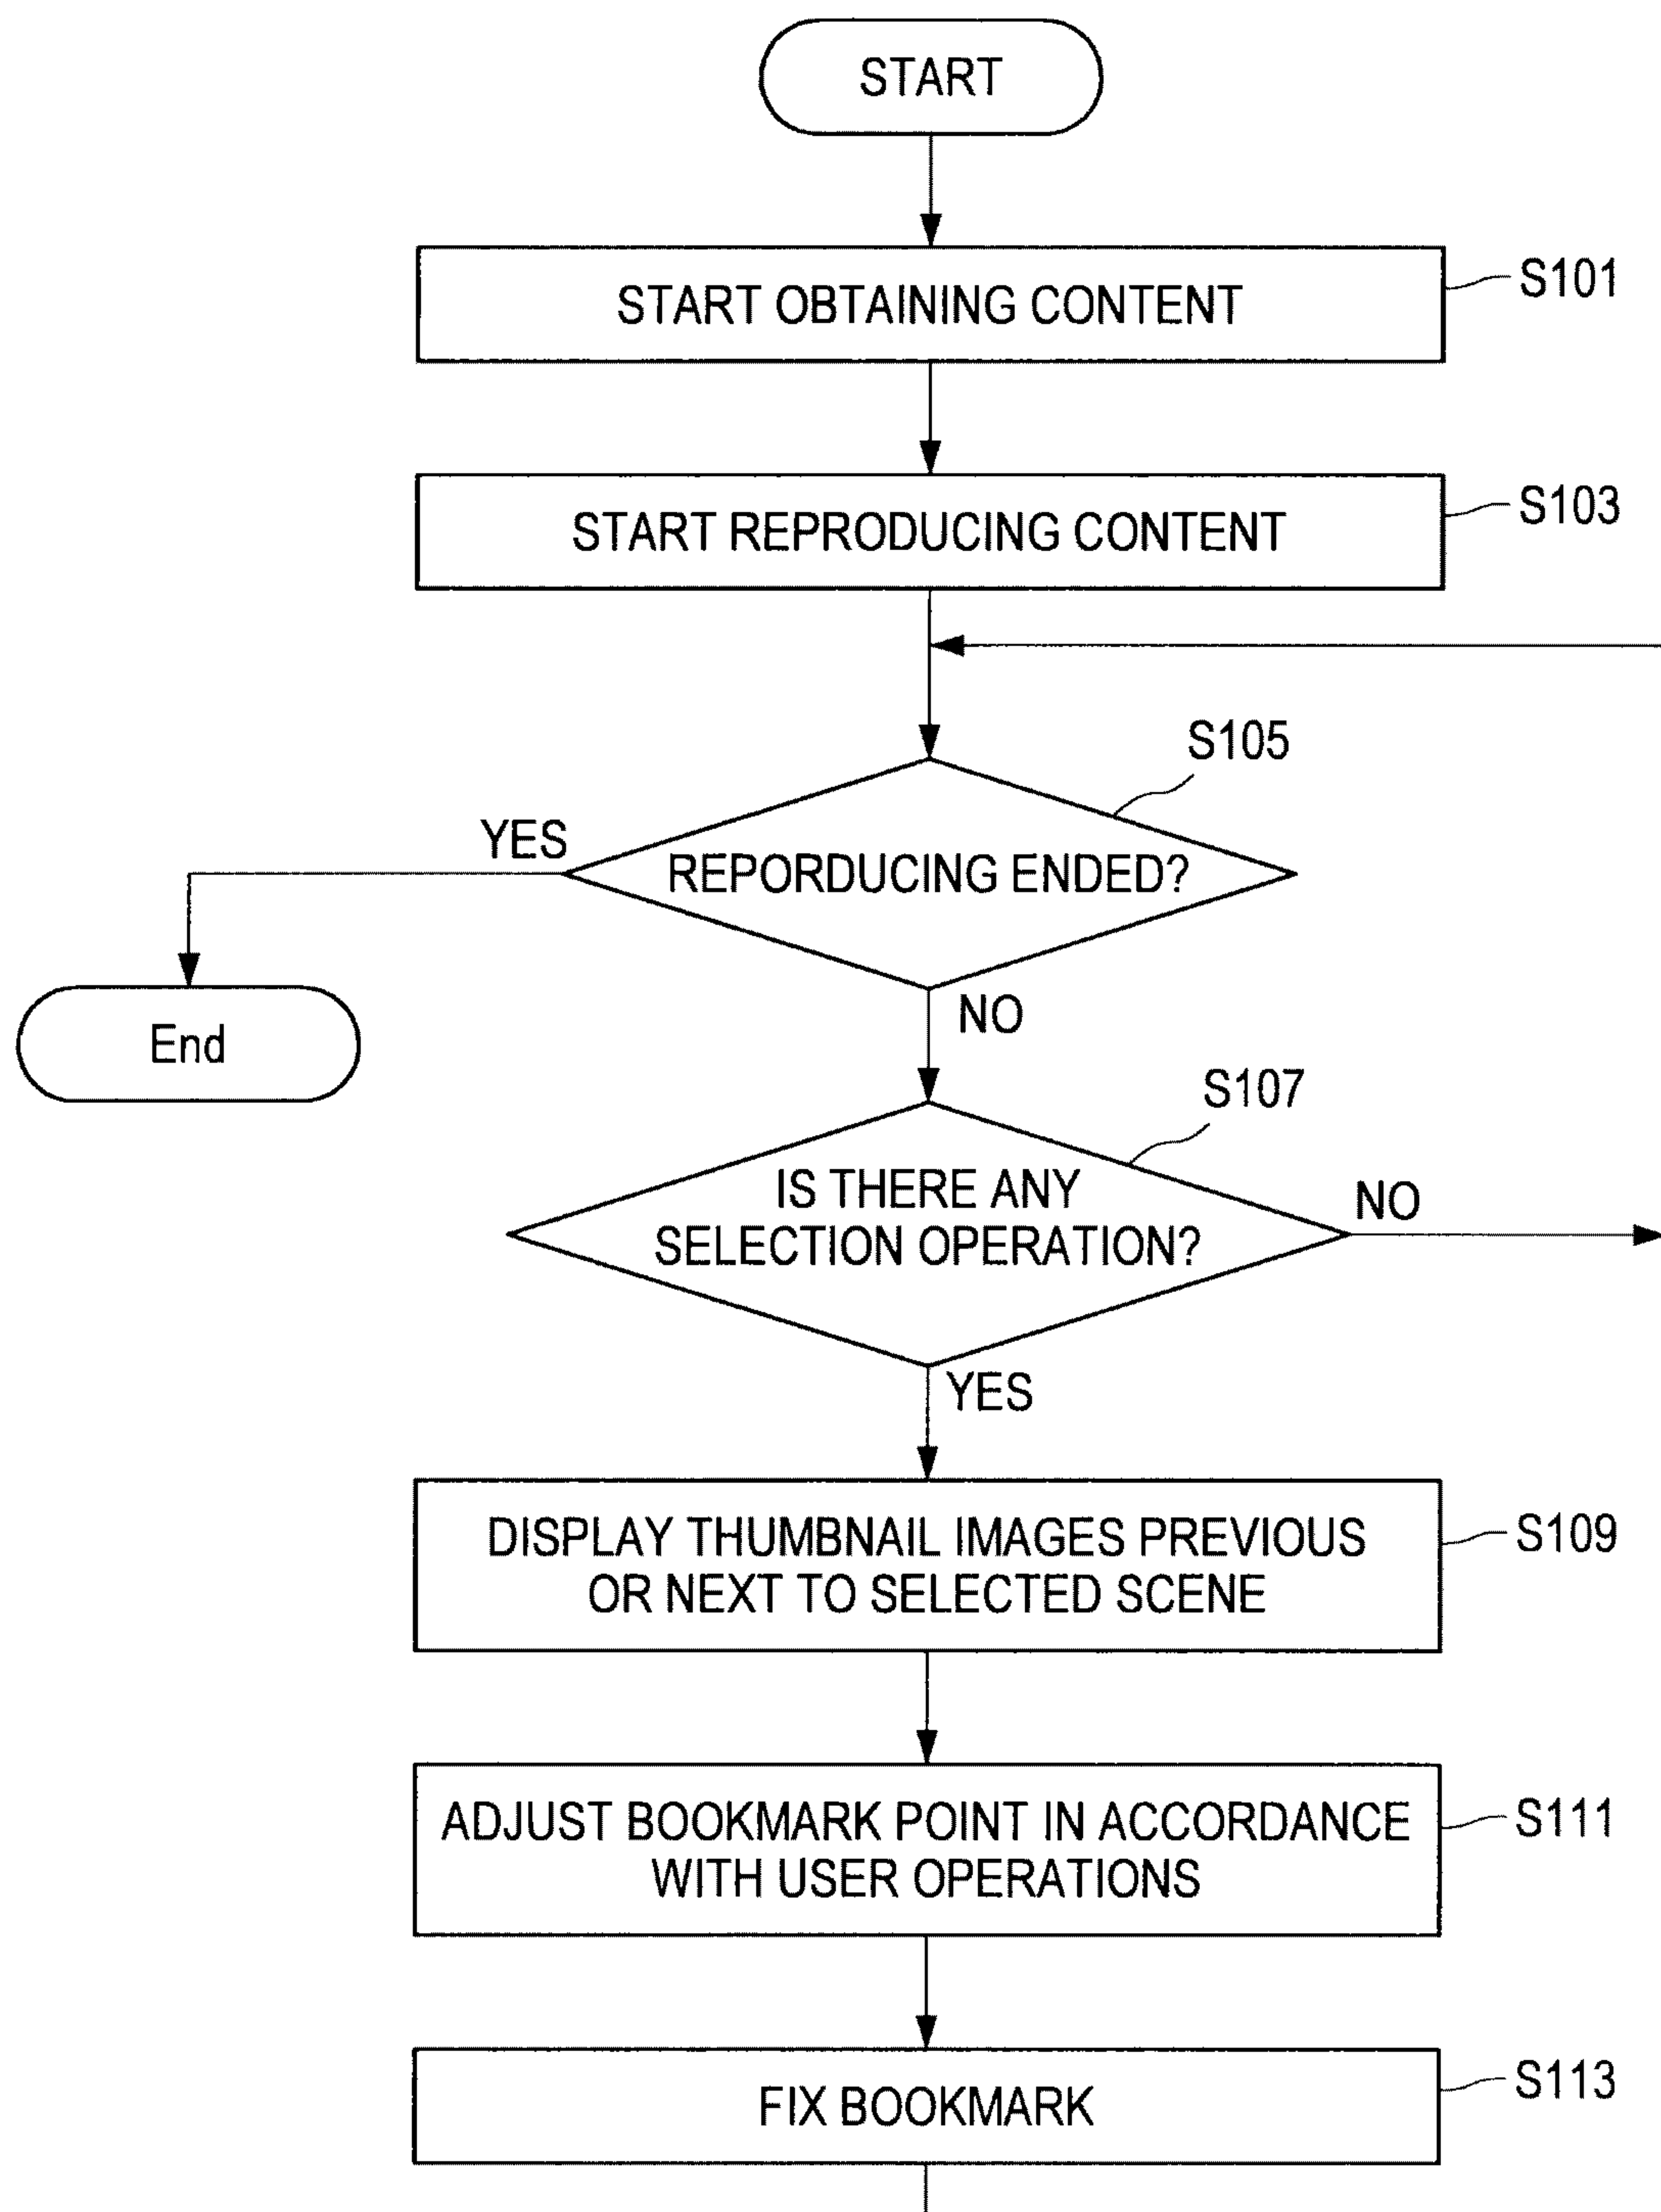 START
START OBTAINING CONTENT
S101
START REPRODUCING CONTENT
S103
S105
YES
REPORDUCING ENDED?
NO
End
S107
IS THERE ANY
SELECTION OPERATION?
NO
YES
DISPLAY THUMBNAIL IMAGES PREVIOUS
OR NEXT TO SELECTED SCENE
S109
ADJUST BOOKMARK POINT IN ACCORDANCE
WITH USER OPERATIONS
S111
FIX BOOKMARK
S113